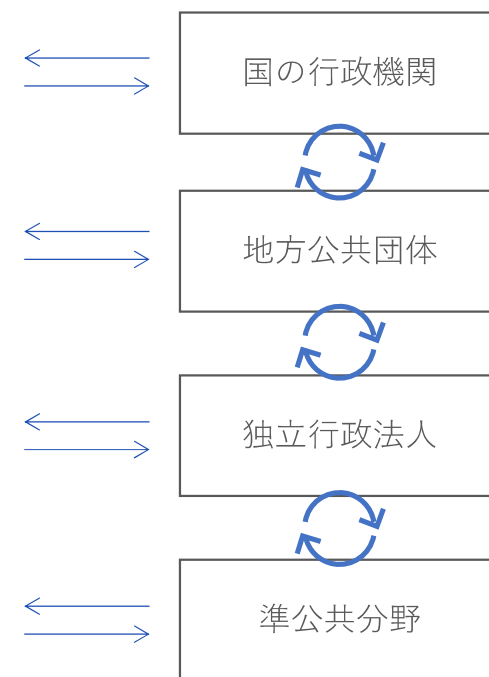 国の行政機関
地方公共団体
独立行政法人
準公共分野